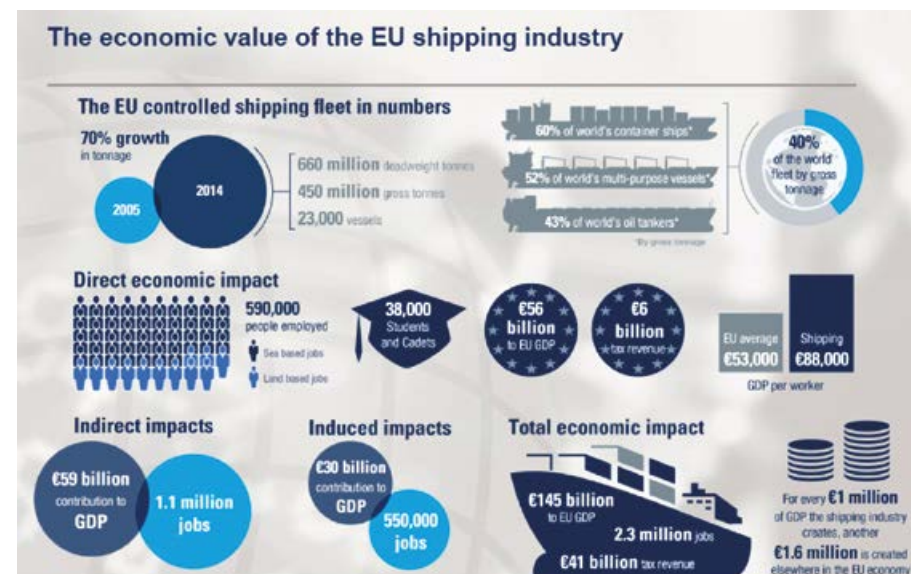 The economic value of the EU shipping industry
The EU controlled shipping fleet in numbers
70% growth
in tonnage
2005
2014
660 million deadweight tonnes
450 million gross tonnes
23,000 vessels
60% of world's container ships*
52% of world's multi-purpose vessels*
43% of world's oil tankers*
*By gross tonnage
40%
of the world
fleet by gross
tonnage
Direct economic impact
590,000
people employed
Sea based jobs
Land based jobs
38,000
Students
and Cadets
€56
billion
to EU GDP
€6
billion
tax revenue
EU average
€53,000
Shipping
€88,000
GDP per worker
Indirect impacts
€59 billion
contribution to
GDP
1.1 million
jobs
Induced impacts
€30 billion
contribution to
GDP
550,000
jobs
Total economic impact
€145 billion
to EU GDP
2.3 million jobs
€41 billion tax revenue
For every €1 million
of GDP the shipping industry
creates, another
€1.6 million is created
elsewhere in the EU economy